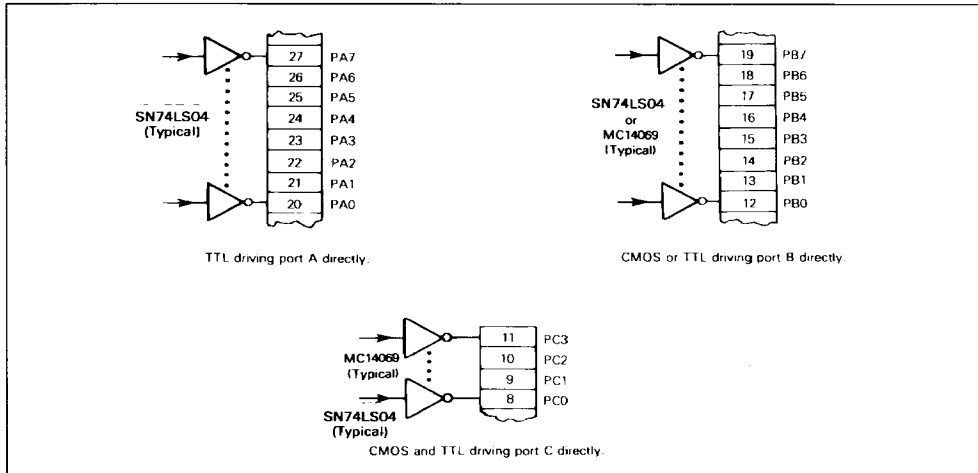 27 PA7
26 PA6
25 PA5
24 PA4
23 PA3
22 PA2
21 PA1
20 PA0
SN74LS04
(Typical)
TTL driving port A directly.
19 PB7
18 PB6
17 PB5
16 PB4
15 PB3
14 PB2
13 PB1
12 PB0
SN74LS04
or
MC14069
(Typical)
CMOS or TTL driving port B directly.
11 PC3
10 PC2
9 PC1
8 PC0
MC14069
(Typical)
SN74LS04
(Typical)
CMOS and TTL driving port C directly.